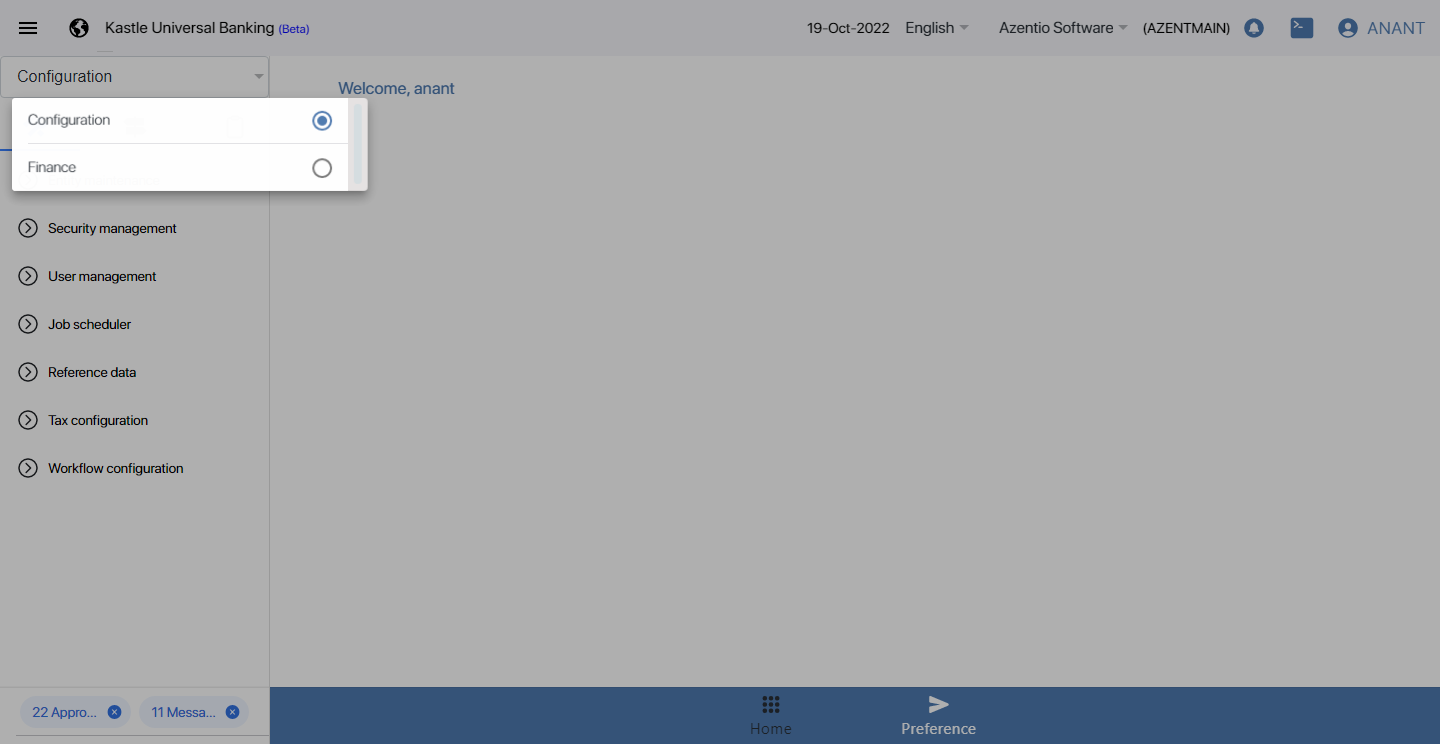 Kastle Universal Banking (Beta)
19-Oct-2022
English
Azentio Software
(AZENTMAIN)
ANANT
Configuration
Welcome, anant
Configuration
Finance
Security management
User management
Job scheduler
Reference data
Tax configuration
Workflow configuration
22 Appro...
11 Messa...
Home
Preference